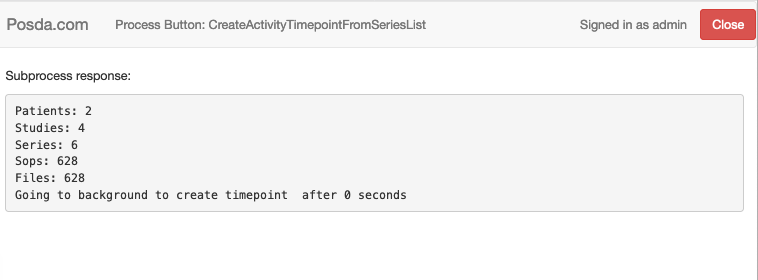 Posda.com Process Button: CreateActivityTimepointFromSeriesList Signed in as admin Close
Subprocess response:
Patients: 2
Studies: 4
Series: 6
Sops: 628
Files: 628
Going to background to create timepoint  after 0 seconds